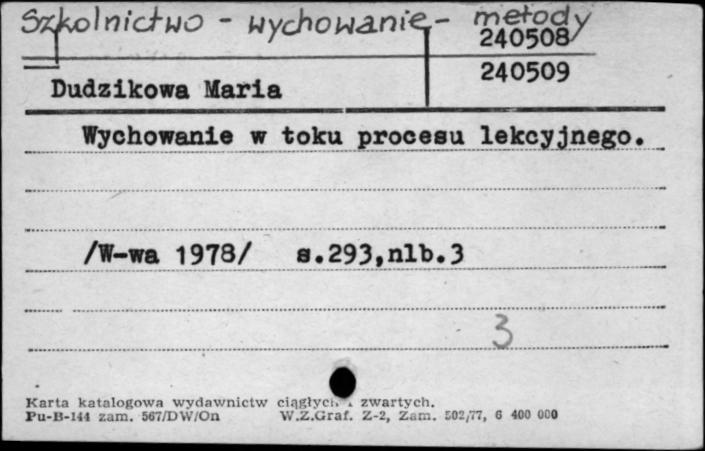 Szkolnictwo - wychowanie - metody
240508
240509
Dudzikowa Maria
Wychowanie w toku procesu lekcyjnego.
/W-wa 1978/ s.293,nlb.3
3
Karta katalogowa wydawnictw zwartych.
Pu-B-144 zam. 567/DW/On W.Z.Graf. Z-2, Zam. 502/77, 6 400 000